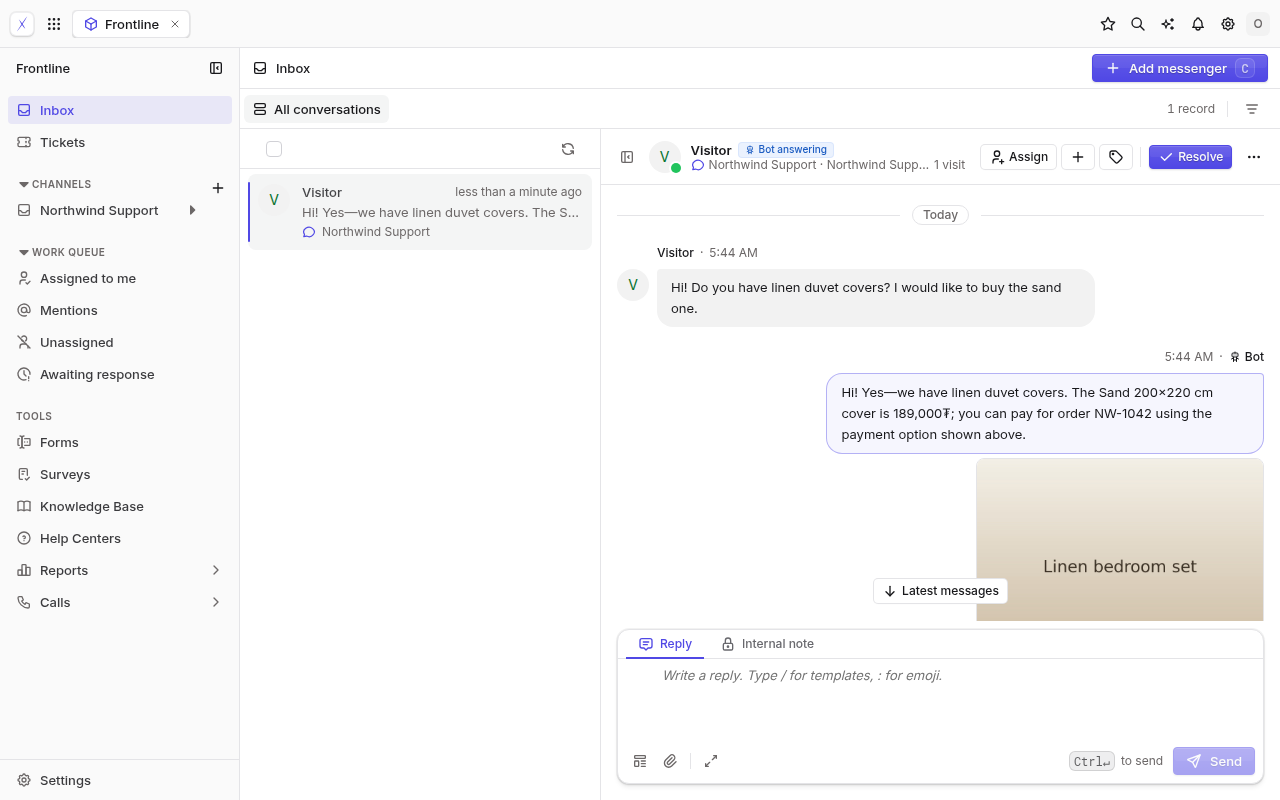 Frontline
O
Frontline
Inbox
Tickets
CHANNELS
Northwind Support
WORK QUEUE
Assigned to me
Mentions
Unassigned
Awaiting response
TOOLS
Forms
Surveys
Knowledge Base
Help Centers
Reports
Calls
Settings
Inbox
Add messenger C
All conversations
1 record
V
Visitor
less than a minute ago
Hi! Yes—we have linen duvet covers. The S...
Northwind Support
V
Visitor Bot answering
Northwind Support · Northwind Supp... 1 visit
Assign
Resolve
Today
Visitor · 5:44 AM
V
Hi! Do you have linen duvet covers? I would like to buy the sand
one.
5:44 AM · Bot
Hi! Yes—we have linen duvet covers. The Sand 200×220 cm
cover is 189,000₮; you can pay for order NW-1042 using the
payment option shown above.
Linen bedroom set
Latest messages
Reply
Internal note
Write a reply. Type / for templates, : for emoji.
Ctrl↵ to send
Send